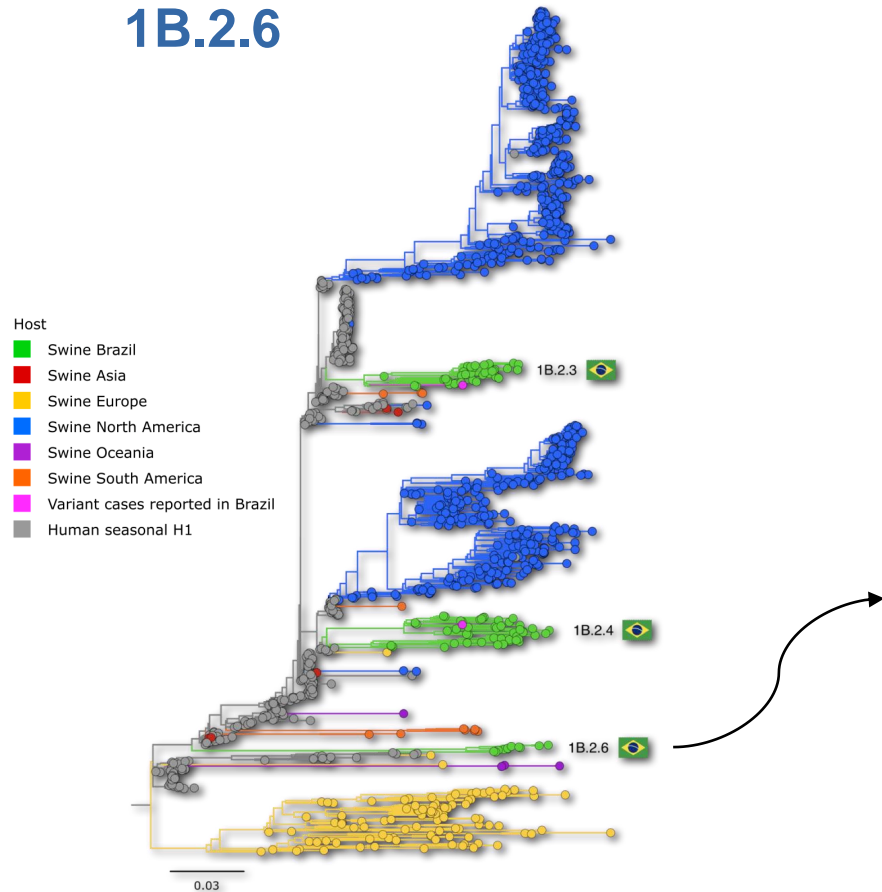 1B.2.6
Host
Swine Brazil
Swine Asia
Swine Europe
Swine North America
Swine Oceania
Swine South America
Variant cases reported in Brazil
Human seasonal H1
1B.2.3
1B.2.4
1B.2.6
0.03